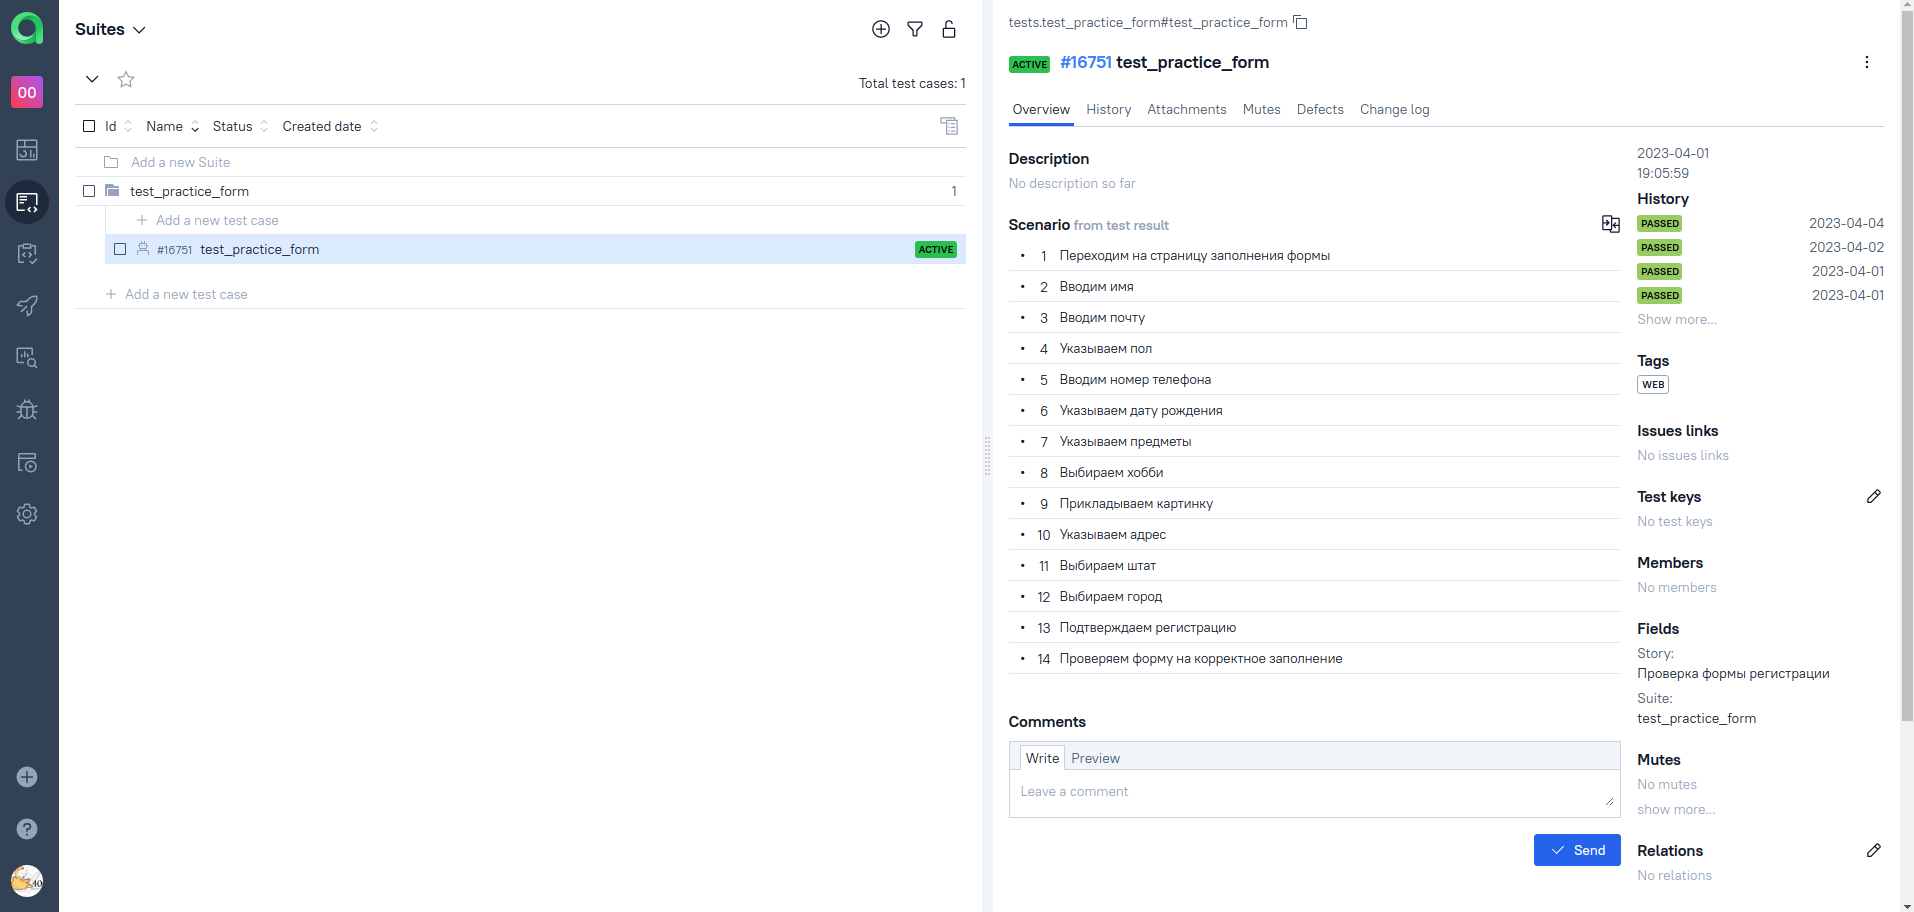 00
Suites
Total test cases: 1
Id Name Status Created date
Add a new Suite
test_practice_form 1
Add a new test case
#16751 test_practice_form ACTIVE
Add a new test case
tests.test_practice_form#test_practice_form
ACTIVE #16751 test_practice_form
Overview History Attachments Mutes Defects Change log
Description
No description so far
Scenario from test result
• 1 Переходим на страницу заполнения формы
• 2 Вводим имя
• 3 Вводим почту
• 4 Указываем пол
• 5 Вводим номер телефона
• 6 Указываем дату рождения
• 7 Указываем предметы
• 8 Выбираем хобби
• 9 Прикладываем картинку
• 10 Указываем адрес
• 11 Выбираем штат
• 12 Выбираем город
• 13 Подтверждаем регистрацию
• 14 Проверяем форму на корректное заполнение
Comments
Write Preview
Leave a comment
Send
2023-04-01
19:05:59
History
PASSED 2023-04-04
PASSED 2023-04-02
PASSED 2023-04-01
PASSED 2023-04-01
Show more...
Tags
WEB
Issues links
No issues links
Test keys
No test keys
Members
No members
Fields
Story:
Проверка формы регистрации
Suite:
test_practice_form
Mutes
No mutes
show more...
Relations
No relations